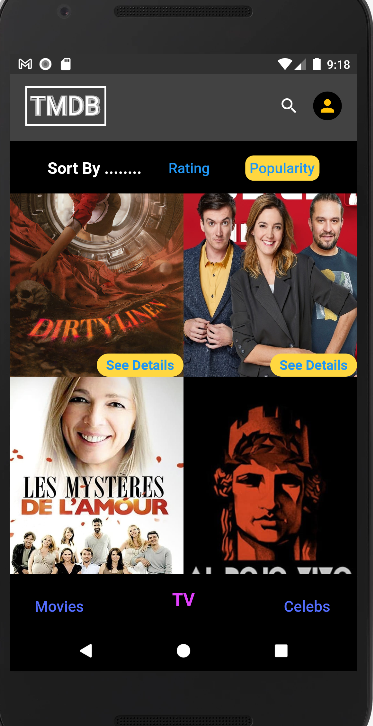 9:18
TMDB
Sort By ........
Rating
Popularity
DIRTY LINEN
See Details
See Details
LES MYSTÈRES
DE L'AMOUR
AL ROJO VIVO
Movies
TV
Celebs